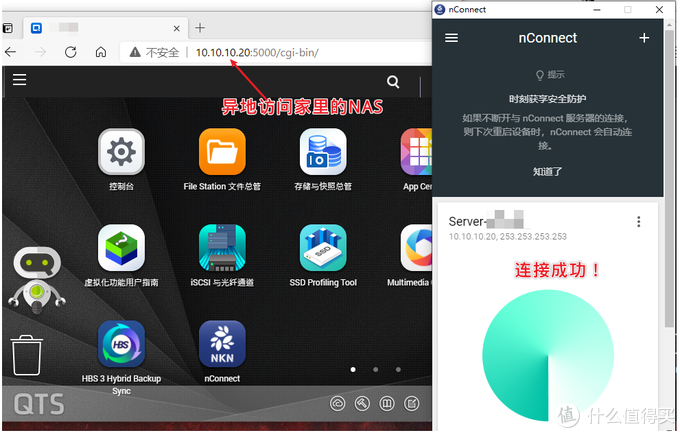 不安全 | 10.10.10.20:5000/cgi-bin/
异地访问家里的NAS
控制台
File Station 文件总管
存储与快照总管
App Cen
虚拟化功能用户指南
iSCSI 与光纤通道
SSD Profiling Tool
Multimedia
HBS
HBS 3 Hybrid Backup
Sync
NKN
nConnect
QTS
nConnect
nConnect
提示
时刻获享安全防护
如果不断开与 nConnect 服务器的连接，
则下次重启设备时，nConnect 会自动连
接。
知道了
Server-
10.10.10.20, 253.253.253.253
连接成功！
值 什么值得买